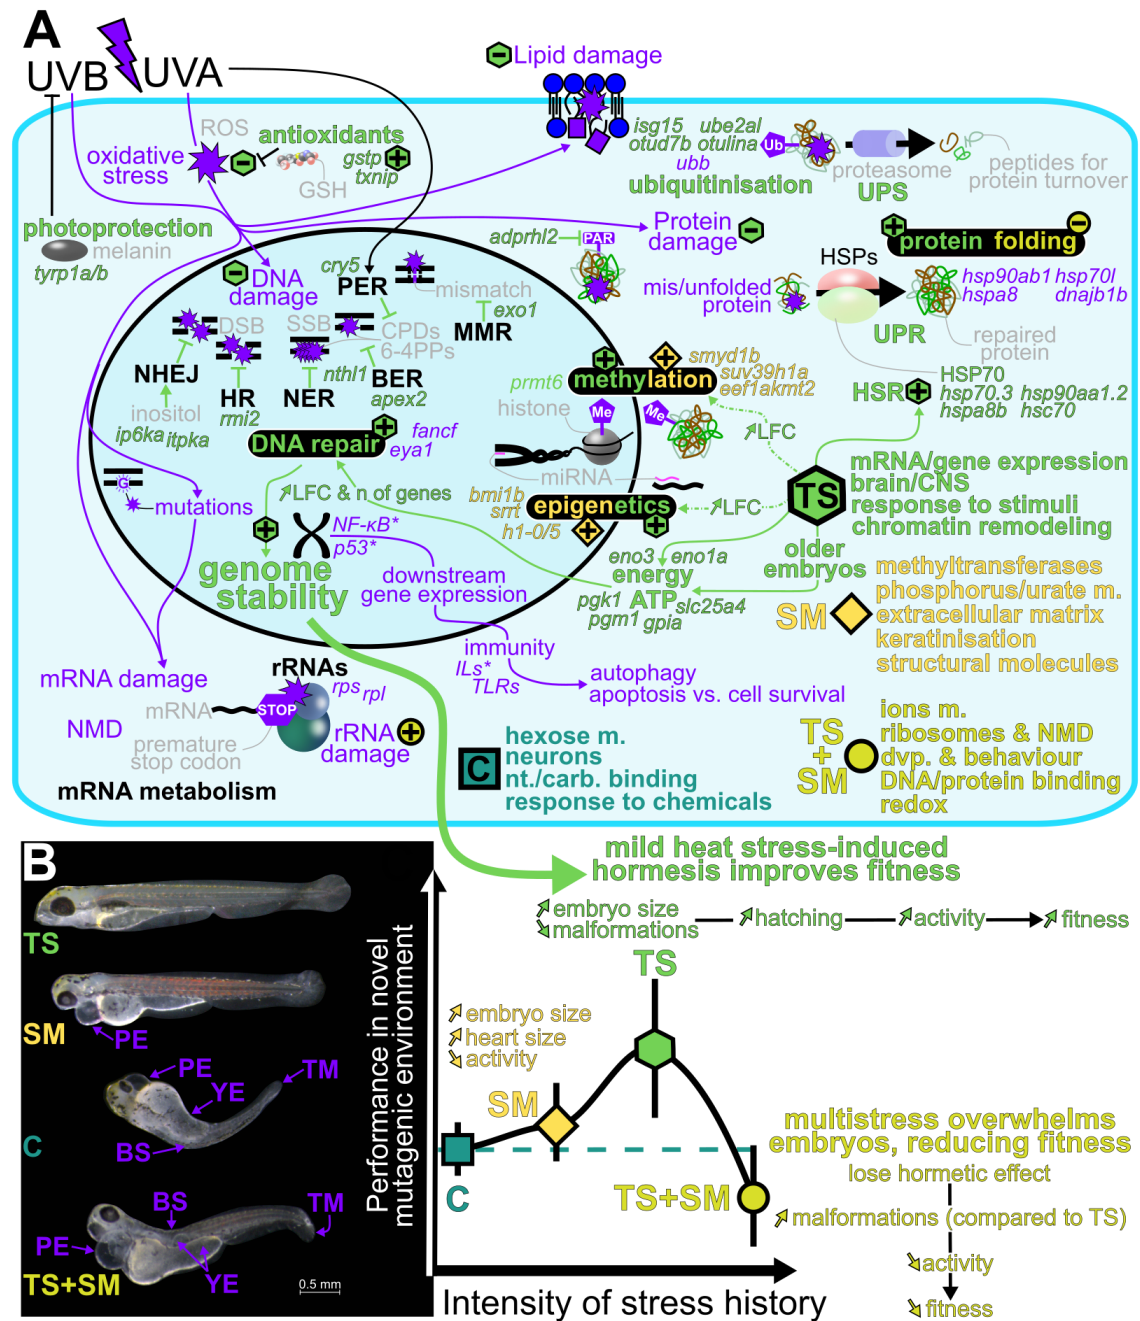 A
UVB UVA
Lipid damage
ROS
antioxidants
oxidative
stress
gstp
txnip
GSH
isg15 ube2al
otud7b otulina
ubb
Ub
ubiquitinisation
proteasome
UPS
peptides for
protein turnover
photoprotection
melanin
tyrp1a/b
Protein
damage
adprhl2
PAR
protein folding
DNA
damage
cry5
PER
mismatch
exo1
MMR
mis/unfolded
protein
HSPs
UPR
hsp90ab1 hsp70l
hspa8 dnajb1b
repaired
protein
DSB
SSB
CPDs
6-4PPs
NHEJ
HR
rmi2
NER
nthl1
BER
apex2
inositol
ip6ka itpka
DNA repair
fancf
eya1
prmt6
methylation
smyd1b
suv39h1a
eef1akmt2
HSP70
HSR
hsp70.3 hsp90aa1.2
hspa8b hsc70
histone
Me
Me
LFC
miRNA
G
mutations
LFC & n of genes
bmi1b
srrt
epigenetics
h1-0/5
LFC
TS
mRNA/gene expression
brain/CNS
response to stimuli
chromatin remodeling
NF-κB*
p53*
genome
stability
downstream
gene expression
eno3 eno1a
energy
ATP
pgk1
pgm1 gpia
slc25a4
older
embryos
SM
methyltransferases
phosphorus/urate m.
extracellular matrix
keratinisation
structural molecules
immunity
ILs*
TLRs
autophagy
apoptosis vs. cell survival
mRNA damage
rRNAs
rps rpl
mRNA
STOP
NMD
premature
stop codon
rRNA
damage
mRNA metabolism
C
hexose m.
neurons
nt./carb. binding
response to chemicals
TS
+
SM
ions m.
ribosomes & NMD
dvp. & behaviour
DNA/protein binding
redox
B
TS
SM
PE
PE
YE
TM
C
BS
BS
TM
PE
YE
TS+SM
0.5 mm
mild heat stress-induced
hormesis improves fitness
embryo size
malformations
hatching
activity
fitness
Performance in novel
mutagenic environment
TS
embryo size
heart size
activity
SM
C
TS+SM
multistress overwhelms
embryos, reducing fitness
lose hormetic effect
malformations (compared to TS)
activity
fitness
Intensity of stress history